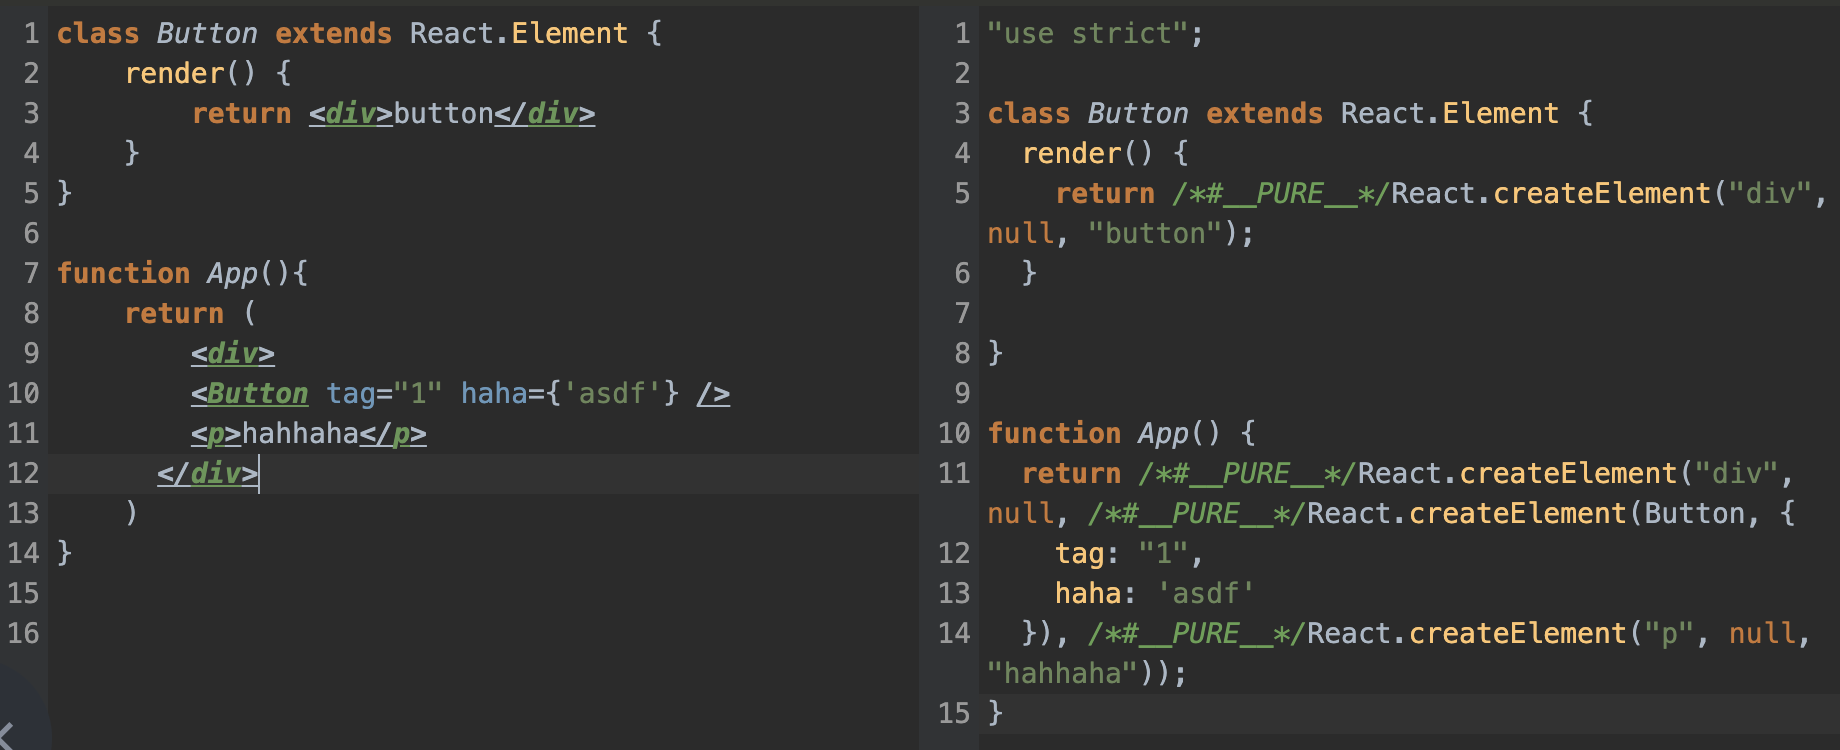 1 class Button extends React.Element {
2     render() {
3         return <div>button</div>
4     }
5 }
6
7 function App(){
8     return (
9         <div>
10         <Button tag="1" haha={'asdf'} />
11         <p>hahhaha</p>
12       </div>
13     )
14 }
15
16
1 "use strict";
2
3 class Button extends React.Element {
4   render() {
5     return /*#__PURE__*/React.createElement("div",
null, "button");
6   }
7
8 }
9
10 function App() {
11   return /*#__PURE__*/React.createElement("div",
null, /*#__PURE__*/React.createElement(Button, {
12     tag: "1",
13     haha: 'asdf'
14   }), /*#__PURE__*/React.createElement("p", null,
"hahhaha"));
15 }